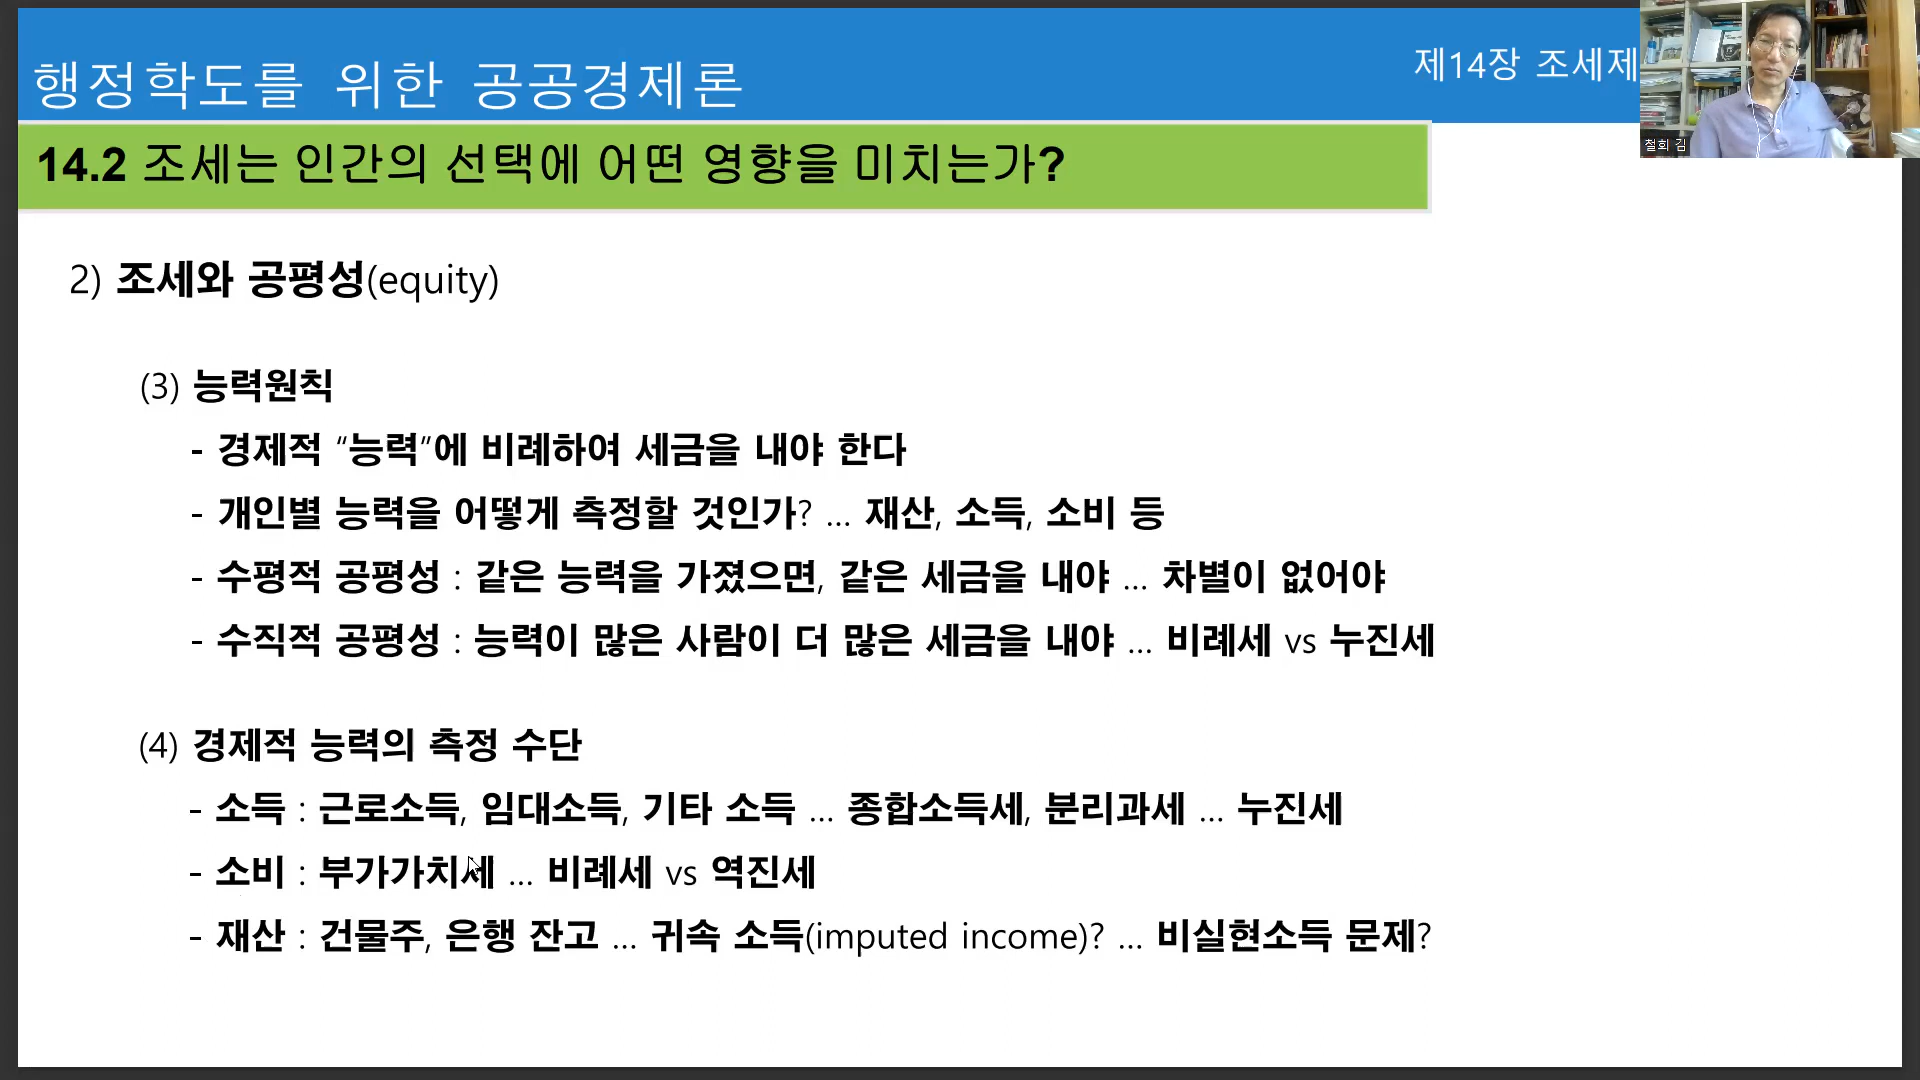 행정학도를 위한 공공경제론
제14장 조세제
철희 김
14.2 조세는 인간의 선택에 어떤 영향을 미치는가?
2) 조세와 공평성(equity)
(3) 능력원칙
- 경제적 “능력”에 비례하여 세금을 내야 한다
- 개인별 능력을 어떻게 측정할 것인가? ... 재산, 소득, 소비 등
- 수평적 공평성 : 같은 능력을 가졌으면, 같은 세금을 내야 ... 차별이 없어야
- 수직적 공평성 : 능력이 많은 사람이 더 많은 세금을 내야 ... 비례세 vs 누진세
(4) 경제적 능력의 측정 수단
- 소득 : 근로소득, 임대소득, 기타 소득 ... 종합소득세, 분리과세 ... 누진세
- 소비 : 부가가치세 ... 비례세 vs 역진세
- 재산 : 건물주, 은행 잔고 ... 귀속 소득(imputed income)? ... 비실현소득 문제?